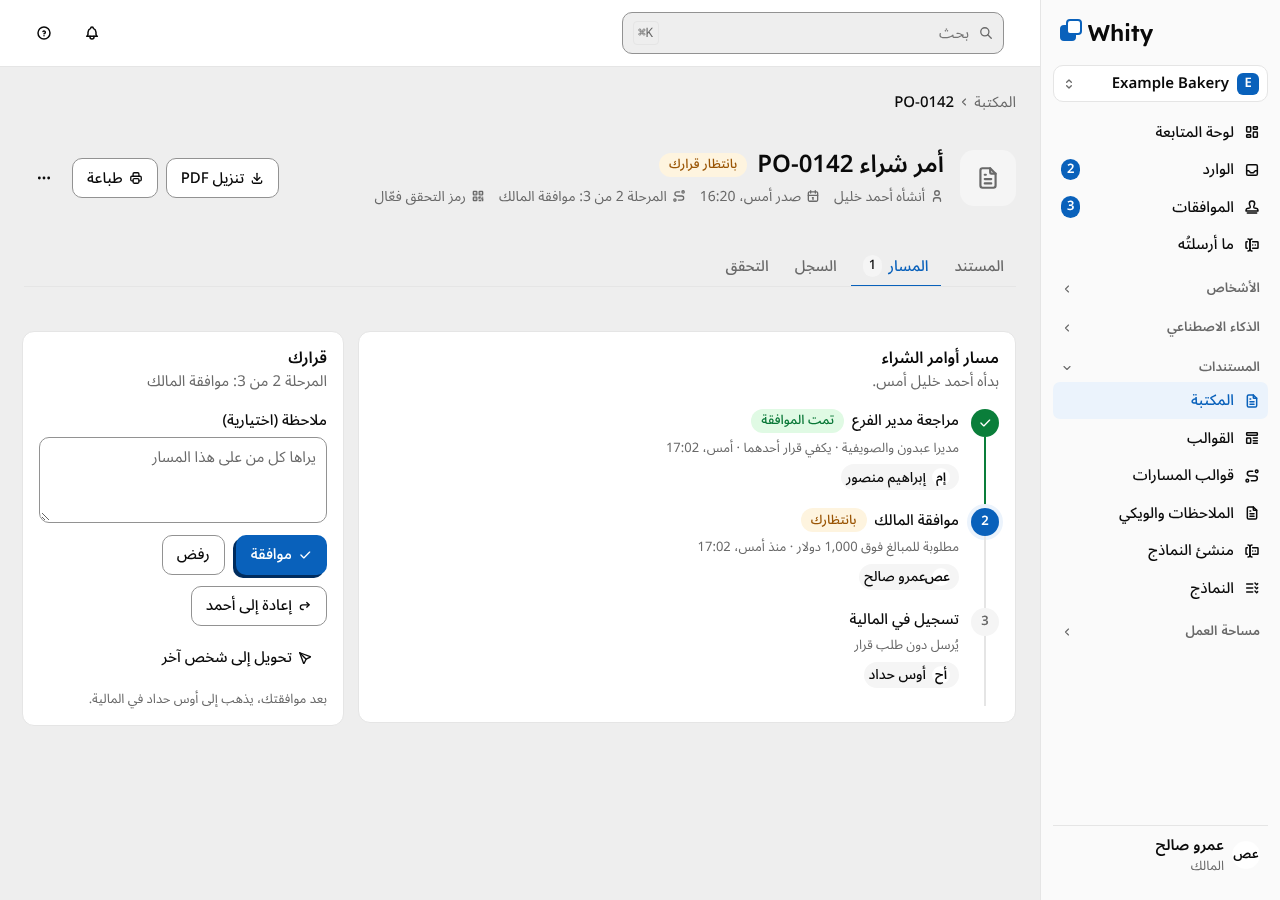 Whity
E Example Bakery
لوحة المتابعة
الوارد 2
الموافقات 3
ما أرسلتُه
الأشخاص
الذكاء الاصطناعي
المستندات
المكتبة
القوالب
قوالب المسارات
الملاحظات والويكي
منشئ النماذج
النماذج
مساحة العمل
عص عمرو صالح
المالك
بحث ⌘K
المكتبة › PO-0142
أمر شراء PO-0142 بانتظار قرارك
أنشأه أحمد خليل صدر أمس، 16:20 المرحلة 2 من 3: موافقة المالك رمز التحقق فعّال
تنزيل PDF طباعة
المستند المسار 1 السجل التحقق
مسار أوامر الشراء
بدأه أحمد خليل أمس.
مراجعة مدير الفرع تمت الموافقة
مديرا عبدون والصويفية · يكفي قرار أحدهما · أمس، 17:02
إم إبراهيم منصور
2 موافقة المالك بانتظارك
مطلوبة للمبالغ فوق 1,000 دولار · منذ أمس، 17:02
عص عمرو صالح
3 تسجيل في المالية
يُرسل دون طلب قرار
أح أوس حداد
قرارك
المرحلة 2 من 3: موافقة المالك
ملاحظة (اختيارية)
يراها كل من على هذا المسار
موافقة رفض
إعادة إلى أحمد
تحويل إلى شخص آخر
بعد موافقتك، يذهب إلى أوس حداد في المالية.